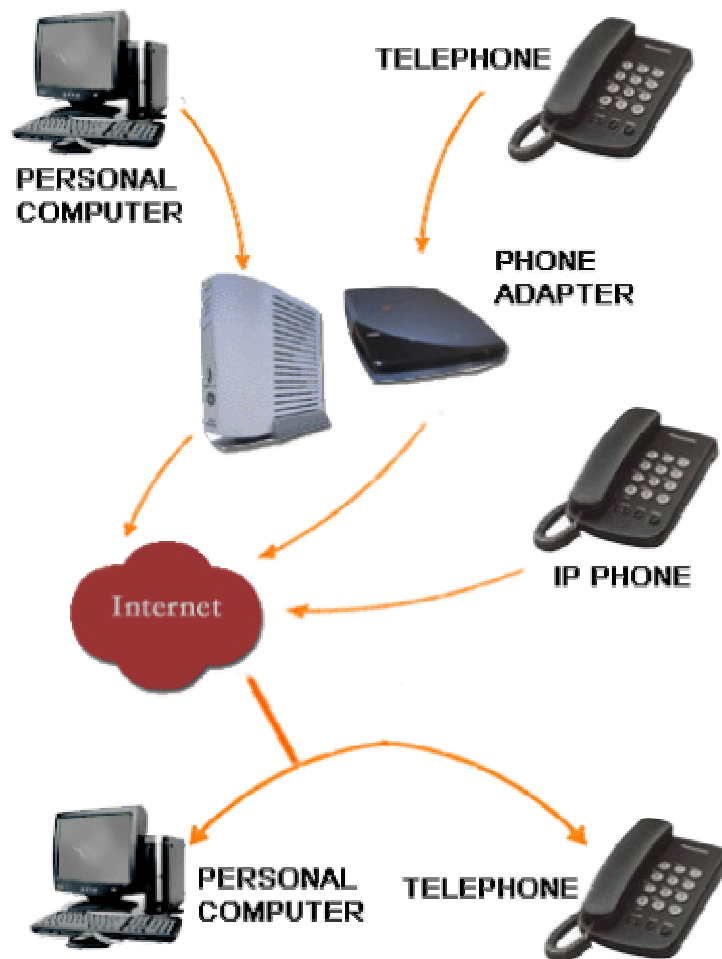 TELEPHONE
PERSONAL
COMPUTER
PHONE
ADAPTER
IP PHONE
Internet
PERSONAL
COMPUTER
TELEPHONE